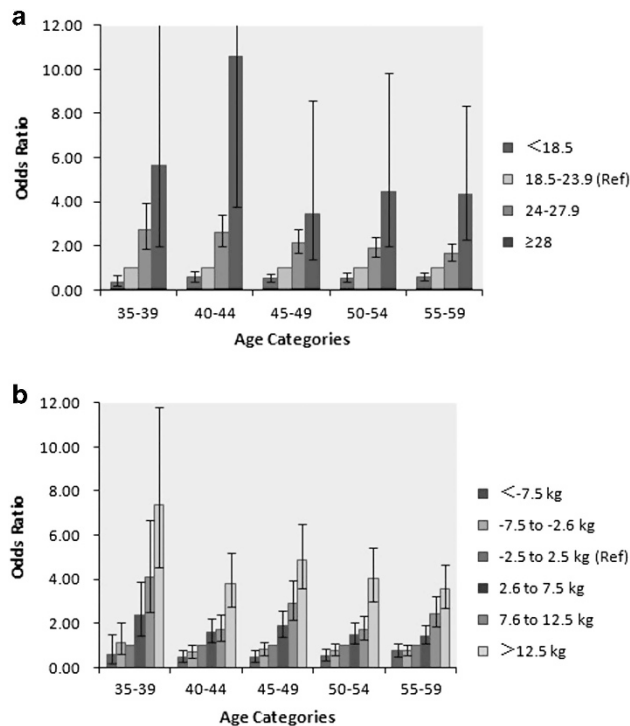 a
12.00
10.00
8.00
6.00
4.00
2.00
0.00
Odds Ratio
35-39 40-44 45-49 50-54 55-59
Age Categories
<18.5
18.5-23.9 (Ref)
24-27.9
≥28
b
12.00
10.00
8.00
6.00
4.00
2.00
0.00
Odds Ratio
35-39 40-44 45-49 50-54 55-59
Age Categories
<-7.5 kg
-7.5 to -2.6 kg
-2.5 to 2.5 kg (Ref)
2.6 to 7.5 kg
7.6 to 12.5 kg
>12.5 kg